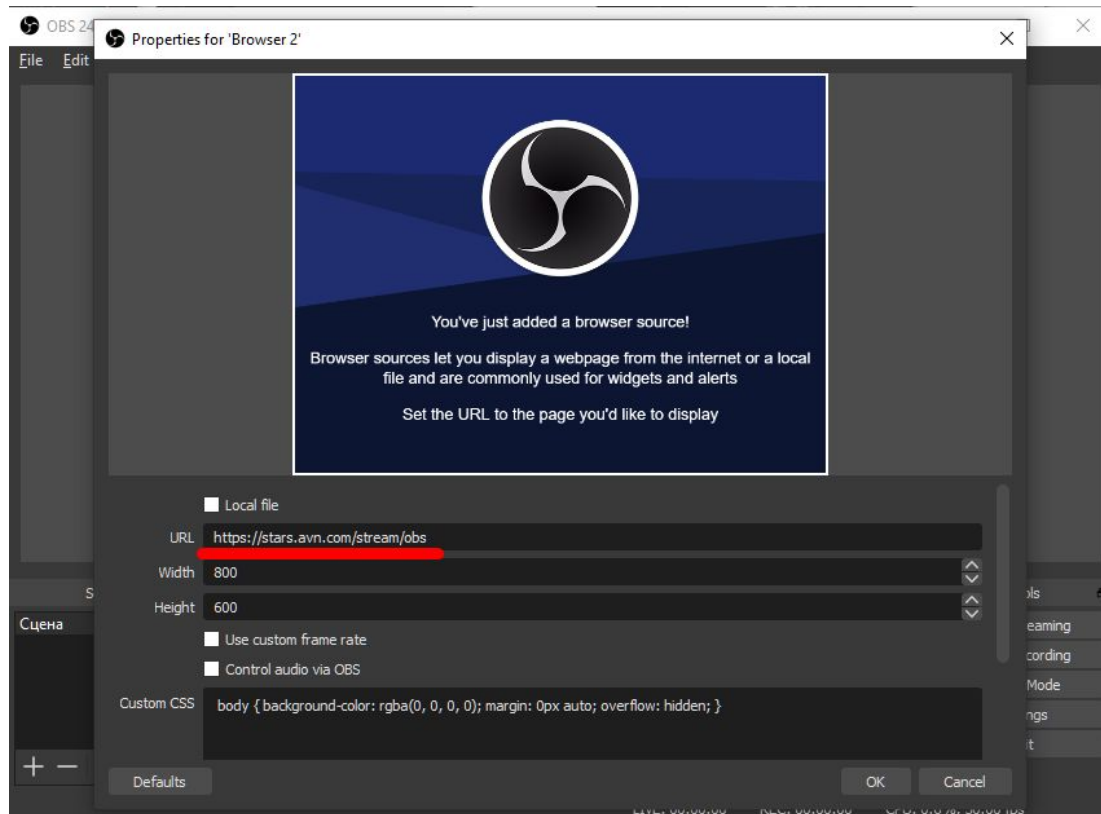 OBS 24
Properties for 'Browser 2'
File Edit
You've just added a browser source!
Browser sources let you display a webpage from the internet or a local
file and are commonly used for widgets and alerts
Set the URL to the page you'd like to display
Local file
URL https://stars.avn.com/stream/obs
Width 800
Height 600
Use custom frame rate
Control audio via OBS
Custom CSS body { background-color: rgba(0, 0, 0, 0); margin: 0px auto; overflow: hidden; }
S
Сцена
ols
eaming
cording
Mode
ngs
it
Defaults
OK Cancel